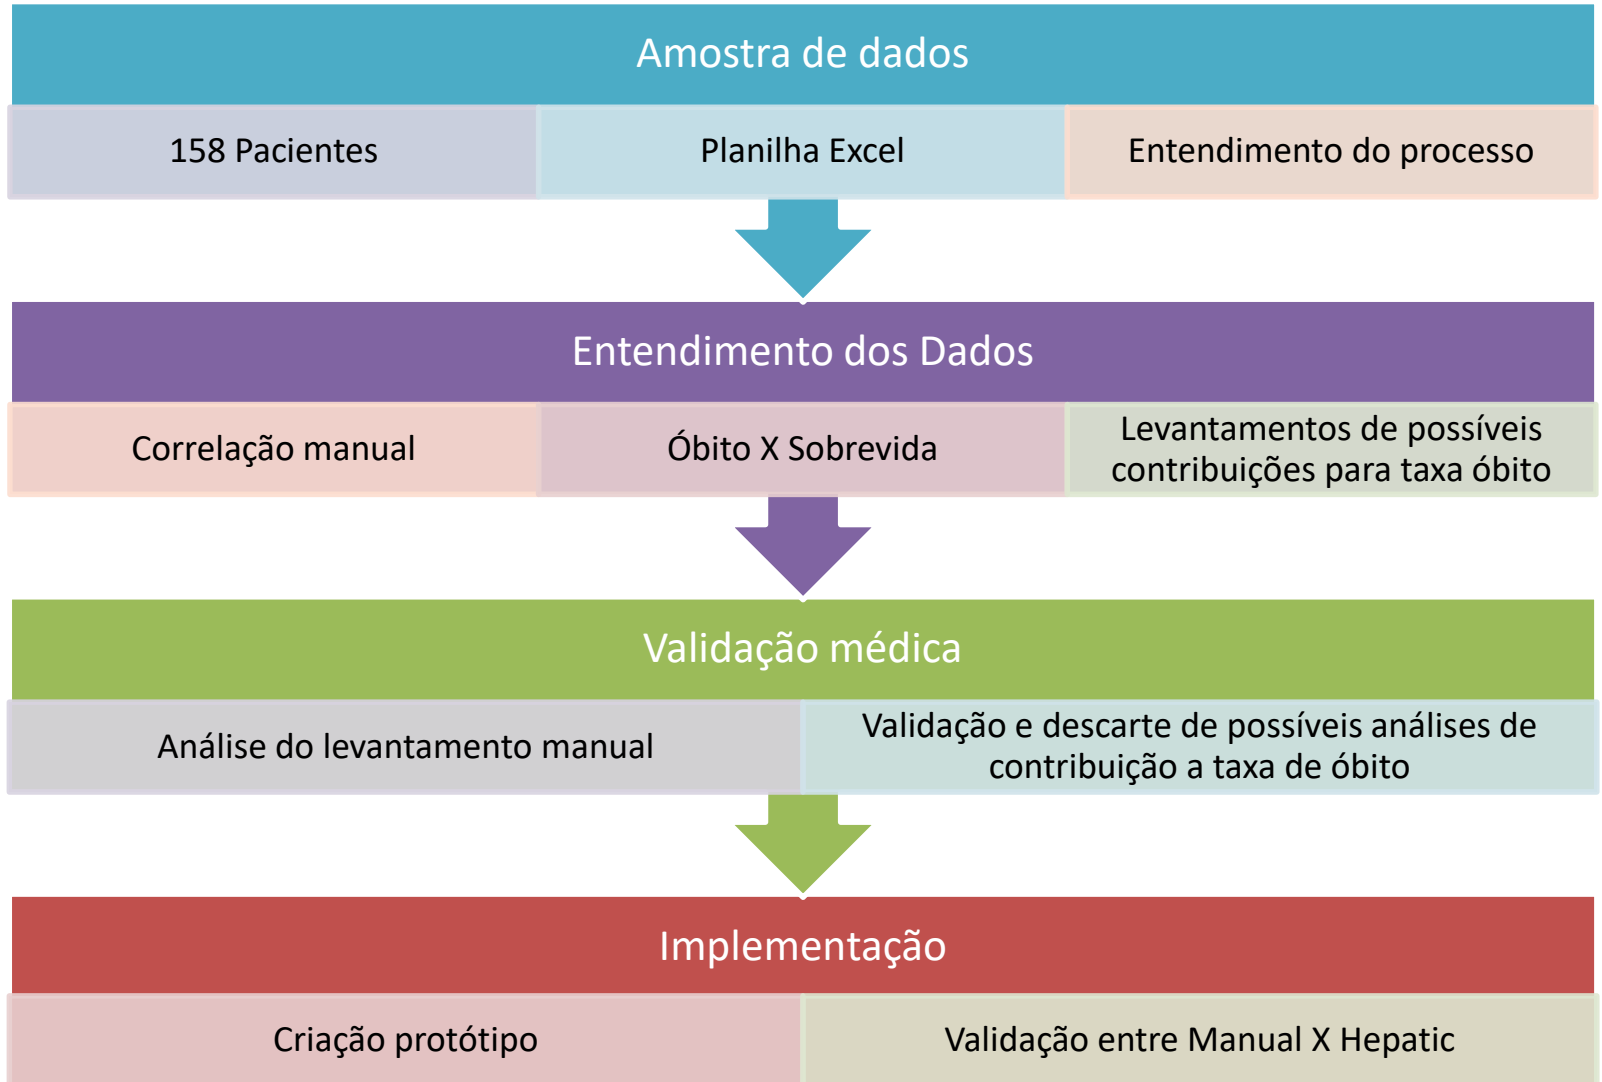 Amostra de dados
158 Pacientes
Planilha Excel
Entendimento do processo
Entendimento dos Dados
Correlação manual
Óbito X Sobrevida
Levantamentos de possíveis
contribuições para taxa óbito
Validação médica
Análise do levantamento manual
Validação e descarte de possíveis análises de
contribuição a taxa de óbito
Implementação
Criação protótipo
Validação entre Manual X Hepatic